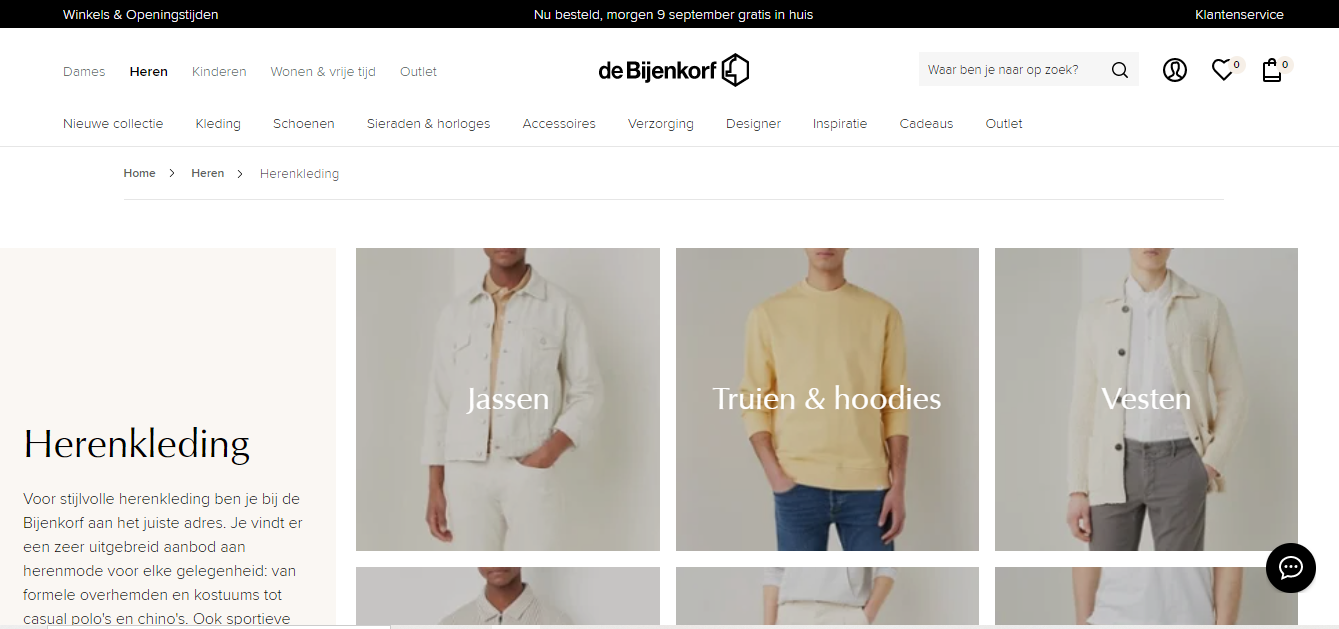 Winkels & Openingstijden
Nu besteld, morgen 9 september gratis in huis
Klantenservice
Dames
Heren
Kinderen
Wonen & vrije tijd
Outlet
de Bijenkorf
Waar ben je naar op zoek?
0
0
Nieuwe collectie
Kleding
Schoenen
Sieraden & horloges
Accessoires
Verzorging
Designer
Inspiratie
Cadeaus
Outlet
Home
Heren
Herenkleding
Herenkleding
Voor stijlvolle herenkleding ben je bij de
Bijenkorf aan het juiste adres. Je vindt er
een zeer uitgebreid aanbod aan
herenmode voor elke gelegenheid: van
formele overhemden en kostuums tot
casual polo's en chino's. Ook sportieve
Jassen
Truien & hoodies
Vesten